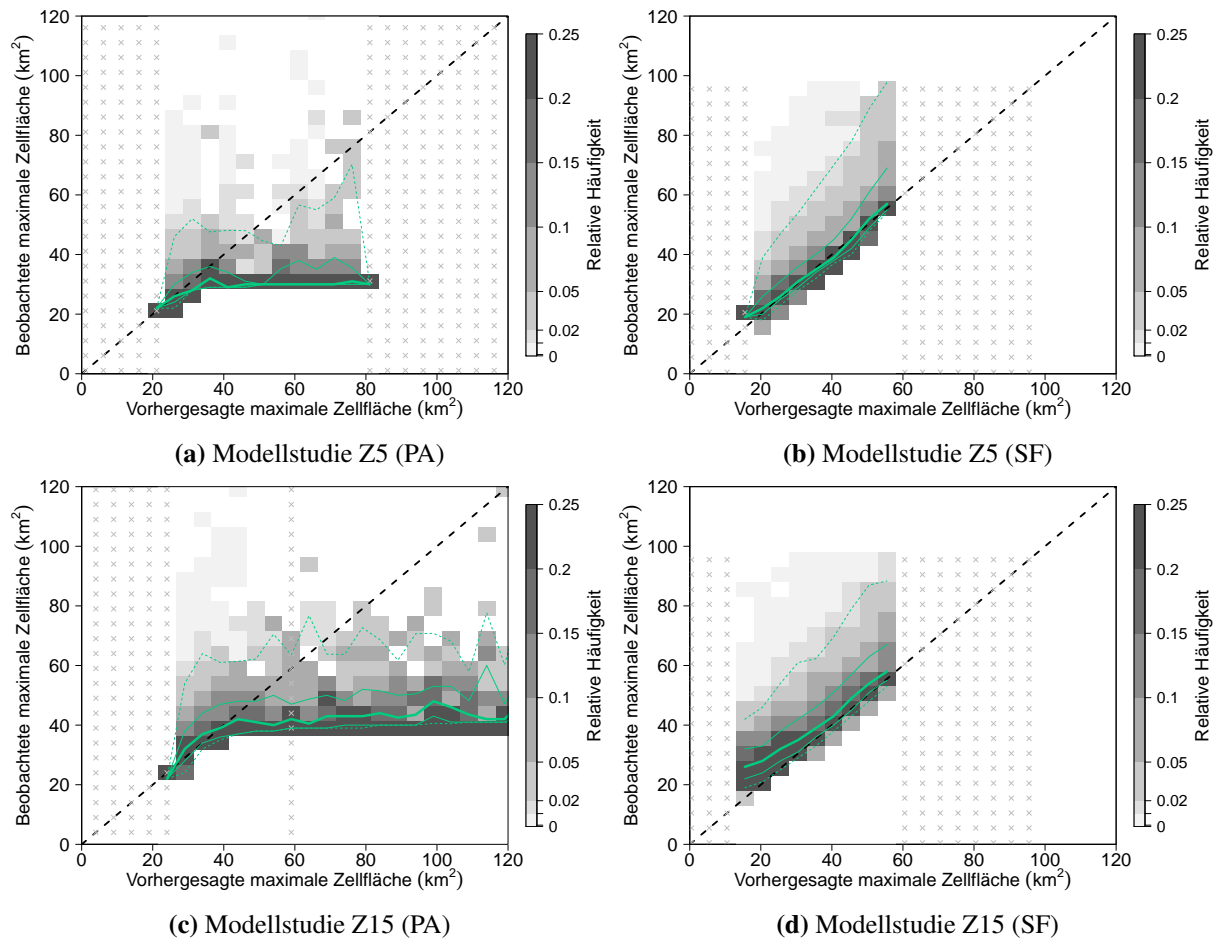 120
100
80
60
40
20
0
Beobachtete maximale Zellfläche (km²)
0 20 40 60 80 100 120
Vorhergesagte maximale Zellfläche (km²)
0.25
0.2
0.15
0.1
0.05
0.02
0
Relative Häufigkeit
(a) Modellstudie Z5 (PA)
120
100
80
60
40
20
0
Beobachtete maximale Zellfläche (km²)
0 20 40 60 80 100 120
Vorhergesagte maximale Zellfläche (km²)
0.25
0.2
0.15
0.1
0.05
0.02
0
Relative Häufigkeit
(b) Modellstudie Z5 (SF)
120
100
80
60
40
20
0
Beobachtete maximale Zellfläche (km²)
0 20 40 60 80 100 120
Vorhergesagte maximale Zellfläche (km²)
0.25
0.2
0.15
0.1
0.05
0.02
0
Relative Häufigkeit
(c) Modellstudie Z15 (PA)
120
100
80
60
40
20
0
Beobachtete maximale Zellfläche (km²)
0 20 40 60 80 100 120
Vorhergesagte maximale Zellfläche (km²)
0.25
0.2
0.15
0.1
0.05
0.02
0
Relative Häufigkeit
(d) Modellstudie Z15 (SF)